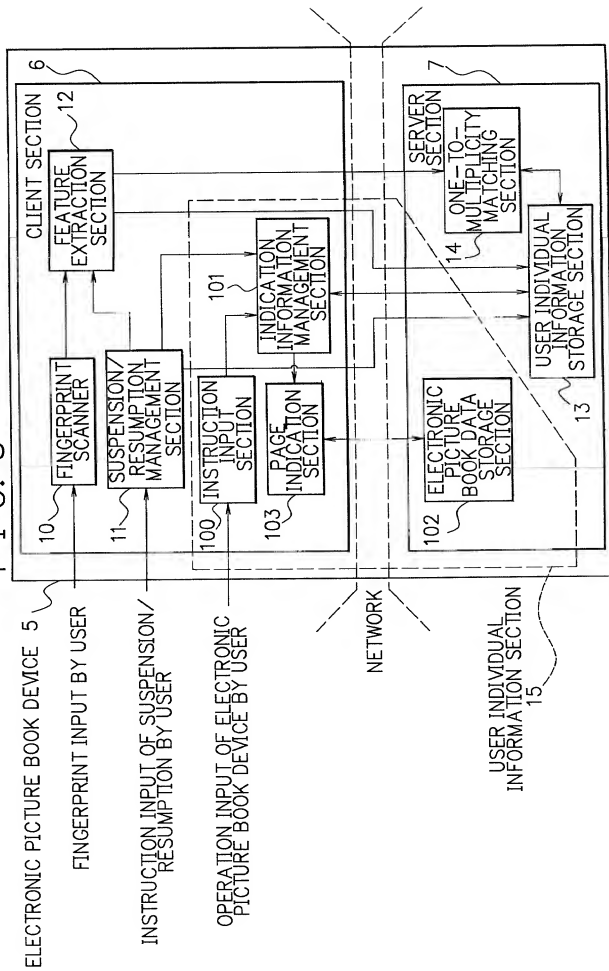 F I G.
ELECTRONIC PICTURE BOOK DEVICE 5
FINGERPRINT INPUT BY USER
INSTRUCTION INPUT OF SUSPENSION/
RESUMPTION BY USER
OPERATION INPUT OF ELECTRONIC
PICTURE BOOK DEVICE BY USER
NETWORK
USER INDIVIDUAL
INFORMATION SECTION
15
6
CLIENT SECTION
10
FINGERPRINT
SCANNER
12
FEATURE
EXTRACTION
SECTION
11
SUSPENSION/
RESUMPTION
MANAGEMENT
SECTION
100
INSTRUCTION
INPUT
SECTION
101
INDICATION
INFORMATION
MANAGEMENT
SECTION
103
PAGE
INDICATION
SECTION
7
SERVER
SECTION
102
ELECTRONIC
PICTURE
BOOK DATA
STORAGE
SECTION
14
ONE-TO-
MULTIPLICITY
MATCHING
SECTION
13
USER INDIVIDUAL
INFORMATION
STORAGE SECTION